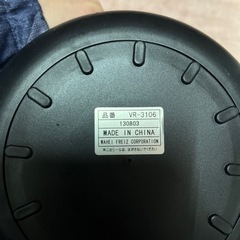 品番 VR-3106
130803
MADE IN CHINA
WAHEI FREIZ CORPORATION